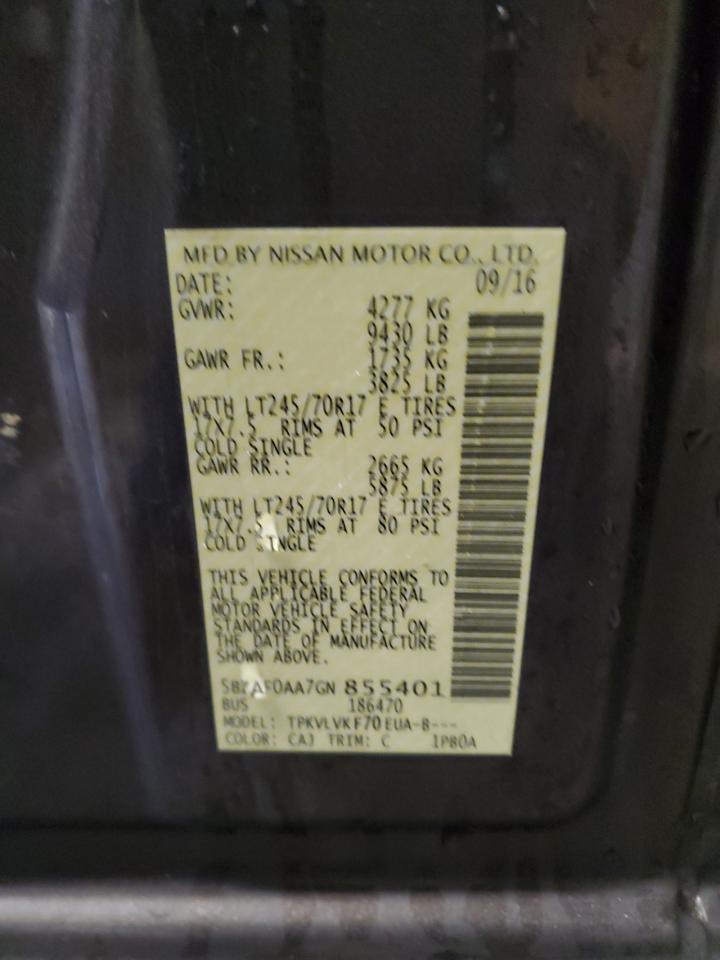 MFD BY NISSAN MOTOR CO., LTD.
DATE: 09/16
GVWR: 4277 KG
9430 LB
GAWR FR.: 1735 KG
3825 LB
WITH LT245/70R17 E TIRES
17X7.5 RIMS AT 50 PSI
COLD SINGLE
GAWR RR.: 2665 KG
5875 LB
WITH LT245/70R17 E TIRES
17X7.5 RIMS AT 80 PSI
COLD SINGLE
THIS VEHICLE CONFORMS TO
ALL APPLICABLE FEDERAL
MOTOR VEHICLE SAFETY
STANDARDS IN EFFECT ON
THE DATE OF MANUFACTURE
SHOWN ABOVE.
5BZAF0AA7GN 855401
BUS 186470
MODEL: TPKVLVKF70EUA-B---
COLOR: CAJ TRIM: C 1PB0A